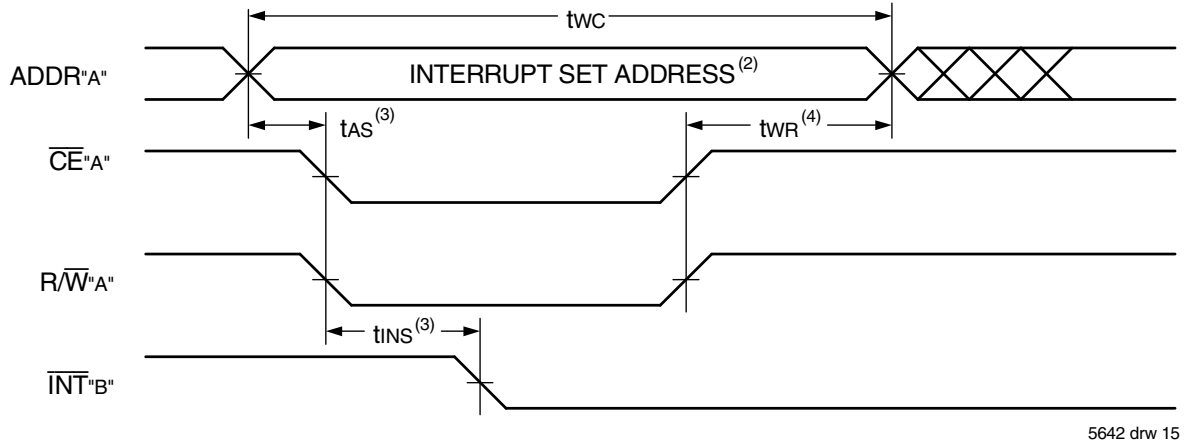 tWC
ADDR"A"
INTERRUPT SET ADDRESS(2)
tAS(3)
tWR(4)
CE"A"
R/W"A"
tINS(3)
INT"B"
5642 drw 15